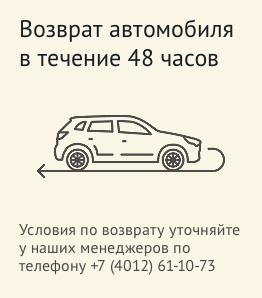 Возврат автомобиля
в течение 48 часов
Условия по возврату уточняйте
у наших менеджеров по
телефону +7 (4012) 61-10-73